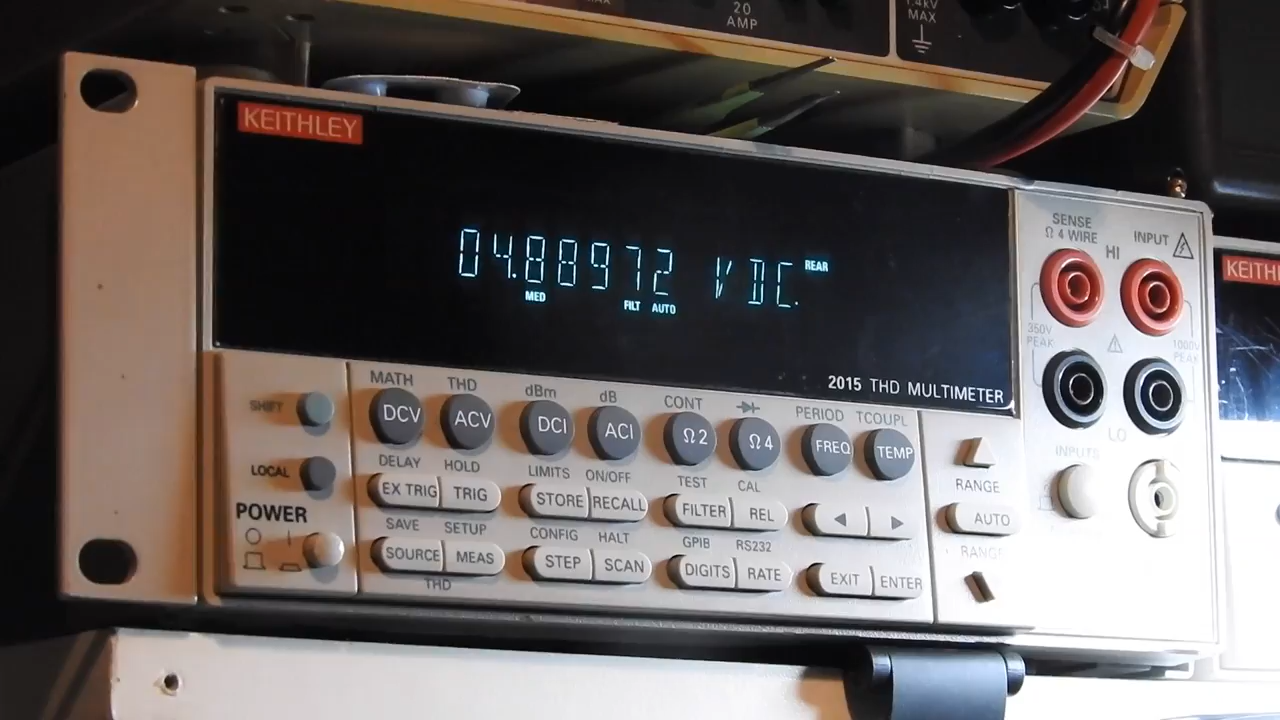 20
AMP
1.4kV
MAX
KEITHLEY
04.88972 VDC
REAR
MED
FILT AUTO
2015 THD MULTIMETER
SENSE
Ω 4 WIRE
INPUT
HI
350V
PEAK
1000V
PEAK
LO
INPUTS
SHIFT
LOCAL
POWER
MATH THD dBm dB CONT PERIOD TCOUPL
DCV ACV DCI ACI Ω2 Ω4 FREQ TEMP
DELAY HOLD LIMITS ON/OFF TEST CAL
EX TRIG TRIG STORE RECALL FILTER REL
SAVE SETUP CONFIG HALT GPIB RS232
SOURCE MEAS STEP SCAN DIGITS RATE EXIT ENTER
THD
RANGE
AUTO
RANGE